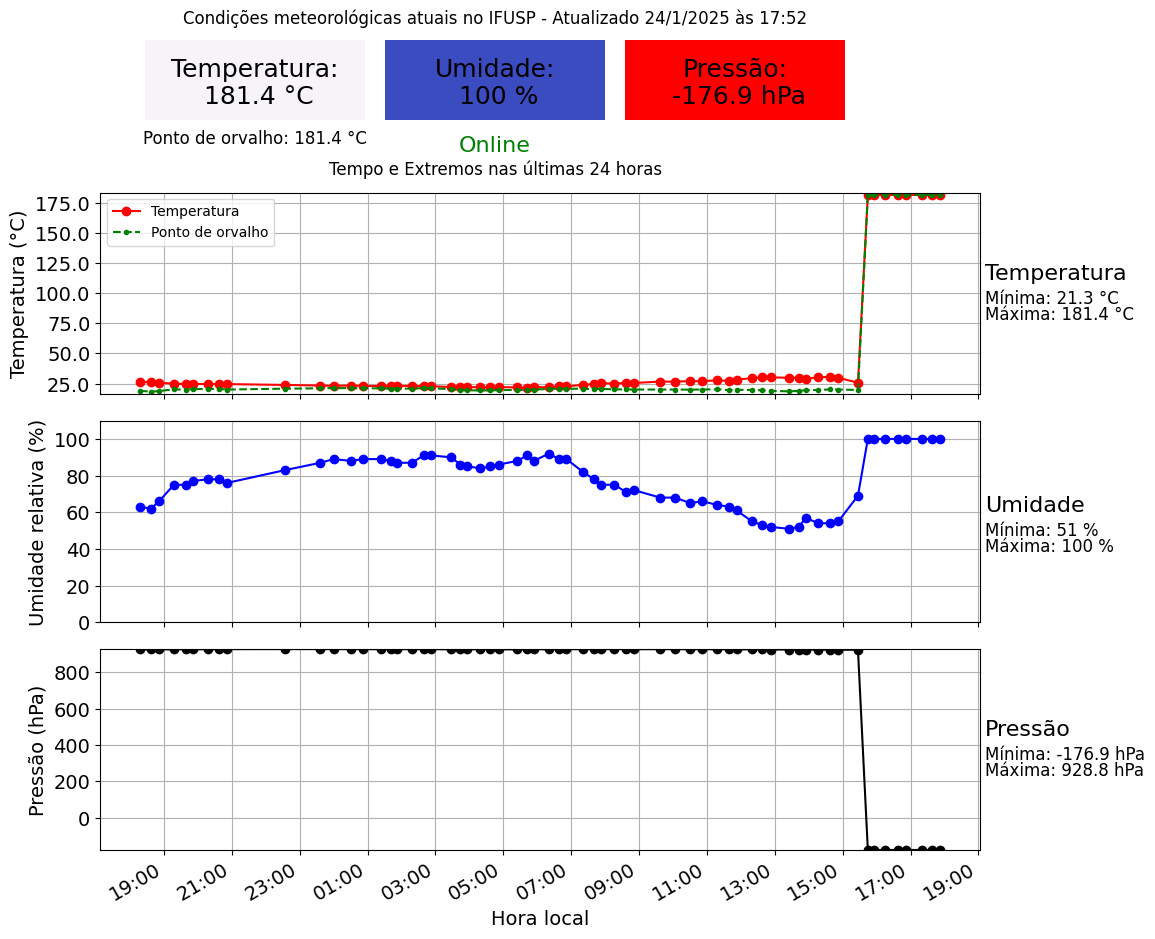 Condições meteorológicas atuais no IFUSP - Atualizado 24/1/2025 às 17:52
Temperatura:
181.4 °C
Umidade:
100 %
Pressão:
-176.9 hPa
Ponto de orvalho: 181.4 °C
Online
Tempo e Extremos nas últimas 24 horas
Temperatura (°C)
175.0
150.0
125.0
100.0
75.0
50.0
25.0
Temperatura
Ponto de orvalho
Temperatura
Mínima: 21.3 °C
Máxima: 181.4 °C
Umidade relativa (%)
100
80
60
40
20
0
Umidade
Mínima: 51 %
Máxima: 100 %
Pressão (hPa)
800
600
400
200
0
Pressão
Mínima: -176.9 hPa
Máxima: 928.8 hPa
19:00 21:00 23:00 01:00 03:00 05:00 07:00 09:00 11:00 13:00 15:00 17:00 19:00
Hora local